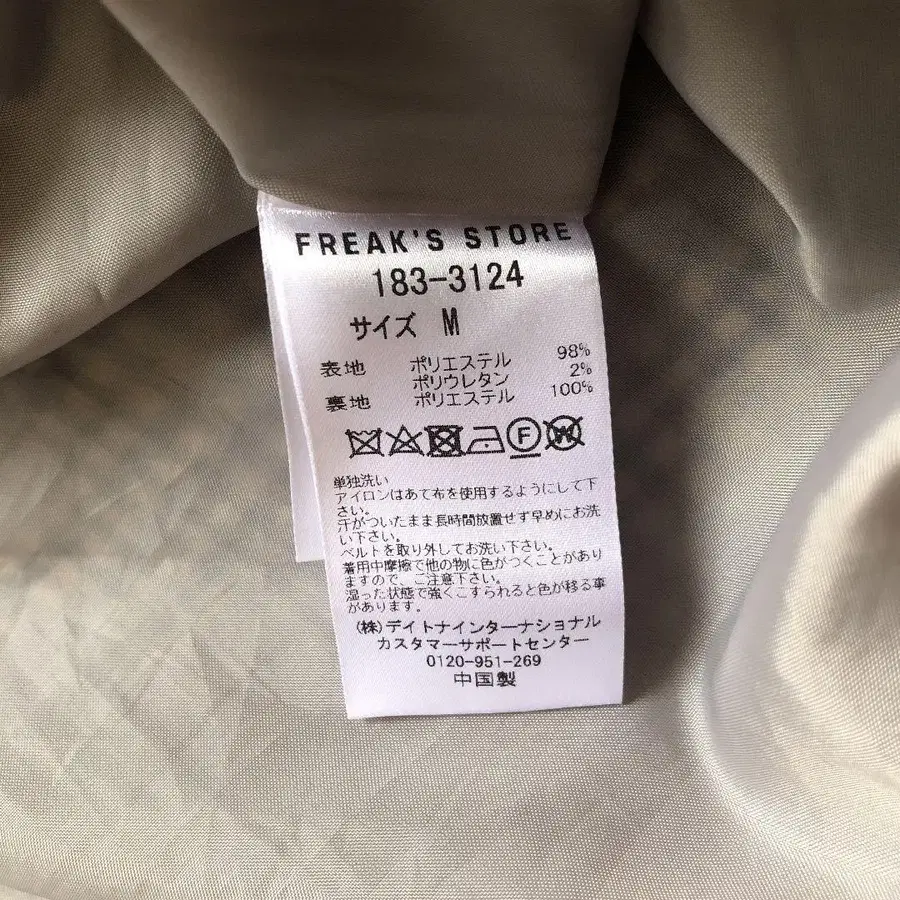 FREAK'S STORE
183-3124
サイズ M
表地 ポリエステル 98%
ポリウレタン 2%
裏地 ポリエステル 100%
F W
単独洗い
アイロンはあて布を使用するようにして下
さい。
汗がついたまま長時間放置せず早めにお洗
い下さい。
ベルトを取り外してお洗い下さい。
着用中摩擦で他の物に色がつくことがあり
ますので、ご注意下さい。
湿った状態で強くこすられると色が移る事
があります。
(株)デイトナインターナショナル
カスタマーサポートセンター
0120-951-269
中国製